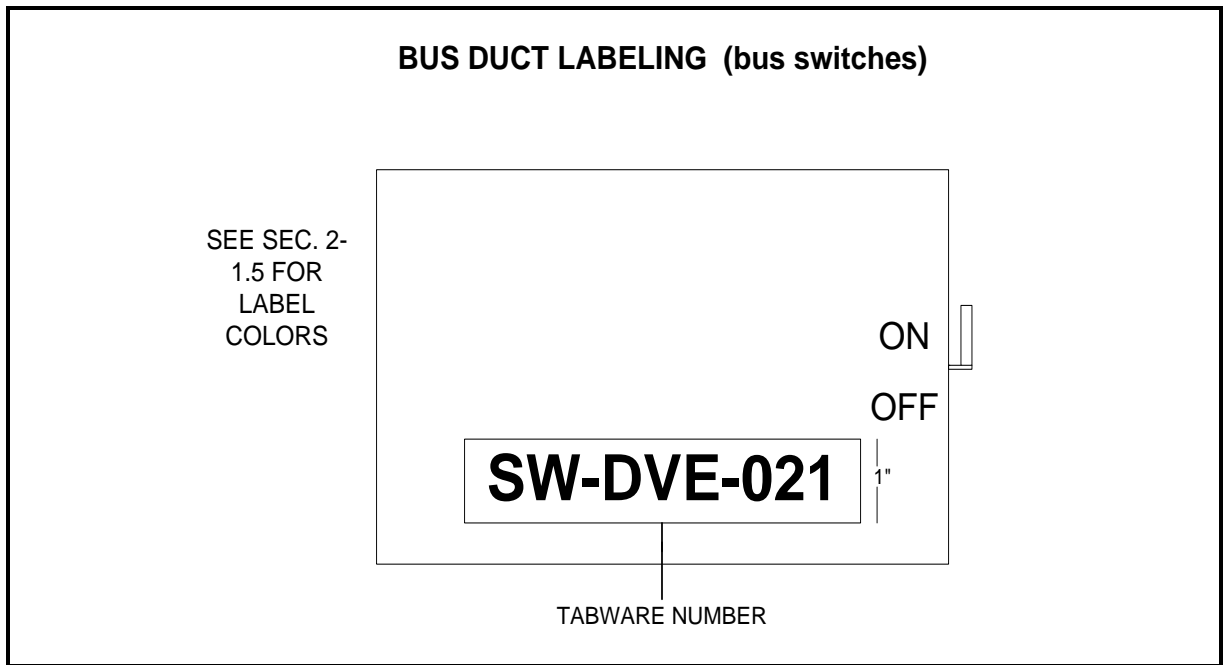 BUS DUCT LABELING (bus switches)
SEE SEC. 2-
1.5 FOR
LABEL
COLORS
ON
OFF
SW-DVE-021
1"
TABWARE NUMBER